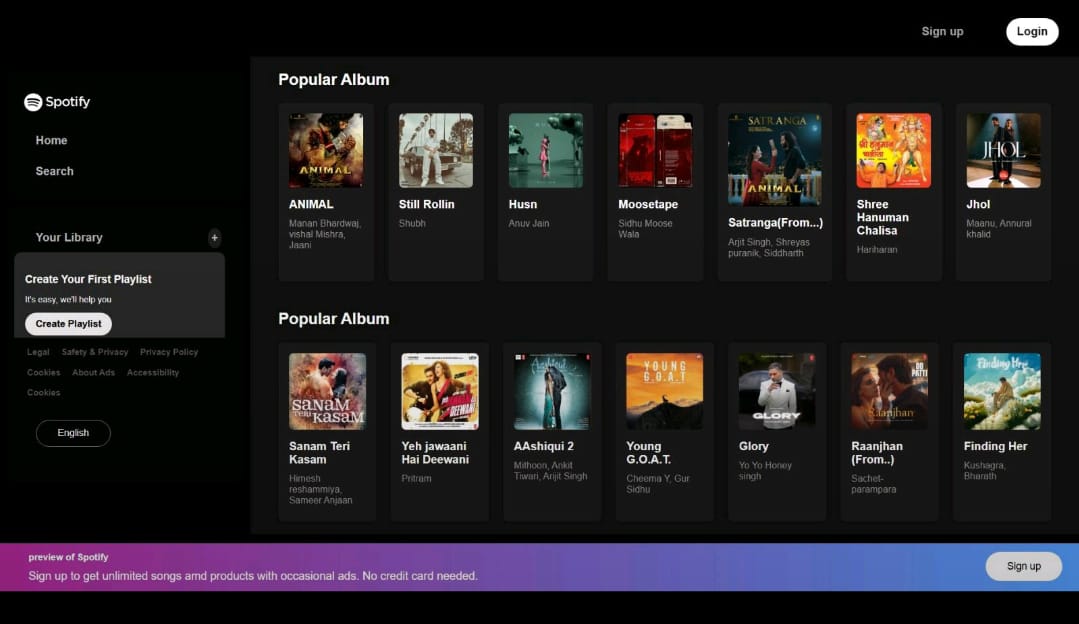 Sign up
Login
Spotify
Home
Search
Your Library
+
Create Your First Playlist
It's easy, we'll help you
Create Playlist
Legal Safety & Privacy Privacy Policy
Cookies About Ads Accessibility
Cookies
English
Popular Album
ANIMAL
ANIMAL
Manan Bhardwaj,
vishal Mishra,
Jaani
Still Rollin
Shubh
Husn
Anuv Jain
Moosetape
Sidhu Moose
Wala
SATRANGA
ANIMAL
Satranga(From...)
Arjit Singh, Shreyas
puranik, Siddharth
श्री हनुमान
चालीसा
Shree
Hanuman
Chalisa
Hariharan
JHOL
Jhol
Maanu, Annural
khalid
Popular Album
SANAM
TERI KASAM
Sanam Teri
Kasam
Himesh
reshammiya,
Sameer Anjaan
DEEWANI
Yeh jawaani
Hai Deewani
Pritram
Aashiqui 2
AAshiqui 2
Mithoon, Ankit
Tiwari, Arijit Singh
YOUNG
G.O.A.T
Young
G.O.A.T.
Cheema Y, Gur
Sidhu
GLORY
Glory
Yo Yo Honey
singh
DO
PATTI
Raanjhan
Raanjhan
(From..)
Sachet-
parampara
Finding Her
Finding Her
Kushagra,
Bharath
preview of Spotify
Sign up to get unlimited songs amd products with occasional ads. No credit card needed.
Sign up